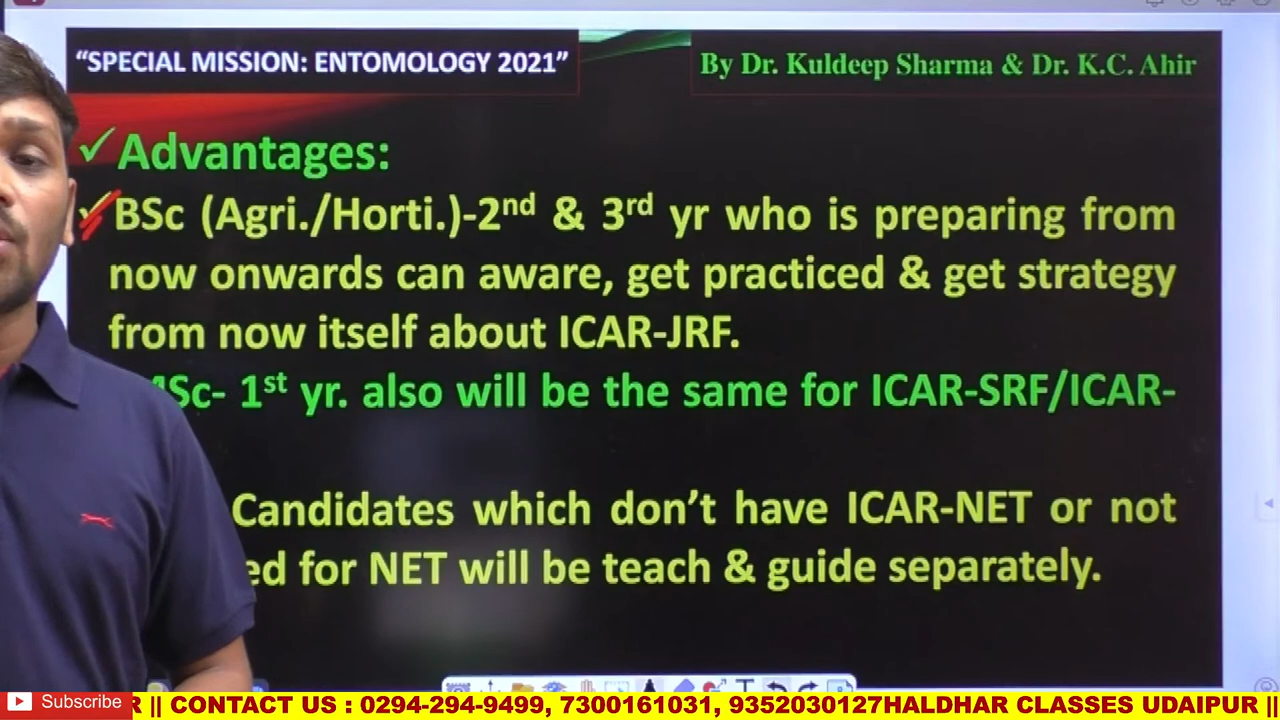 “SPECIAL MISSION: ENTOMOLOGY 2021”
By Dr. Kuldeep Sharma & Dr. K.C. Ahir
Advantages:
BSc (Agri./Horti.)-2nd & 3rd yr who is preparing from
now onwards can aware, get practiced & get strategy
from now itself about ICAR-JRF.
MSc- 1st yr. also will be the same for ICAR-SRF/ICAR-
Candidates which don’t have ICAR-NET or not
for NET will be teach & guide separately.
Subscribe
R || CONTACT US : 0294-294-9499, 7300161031, 9352030127HALDHAR CLASSES UDAIPUR ||